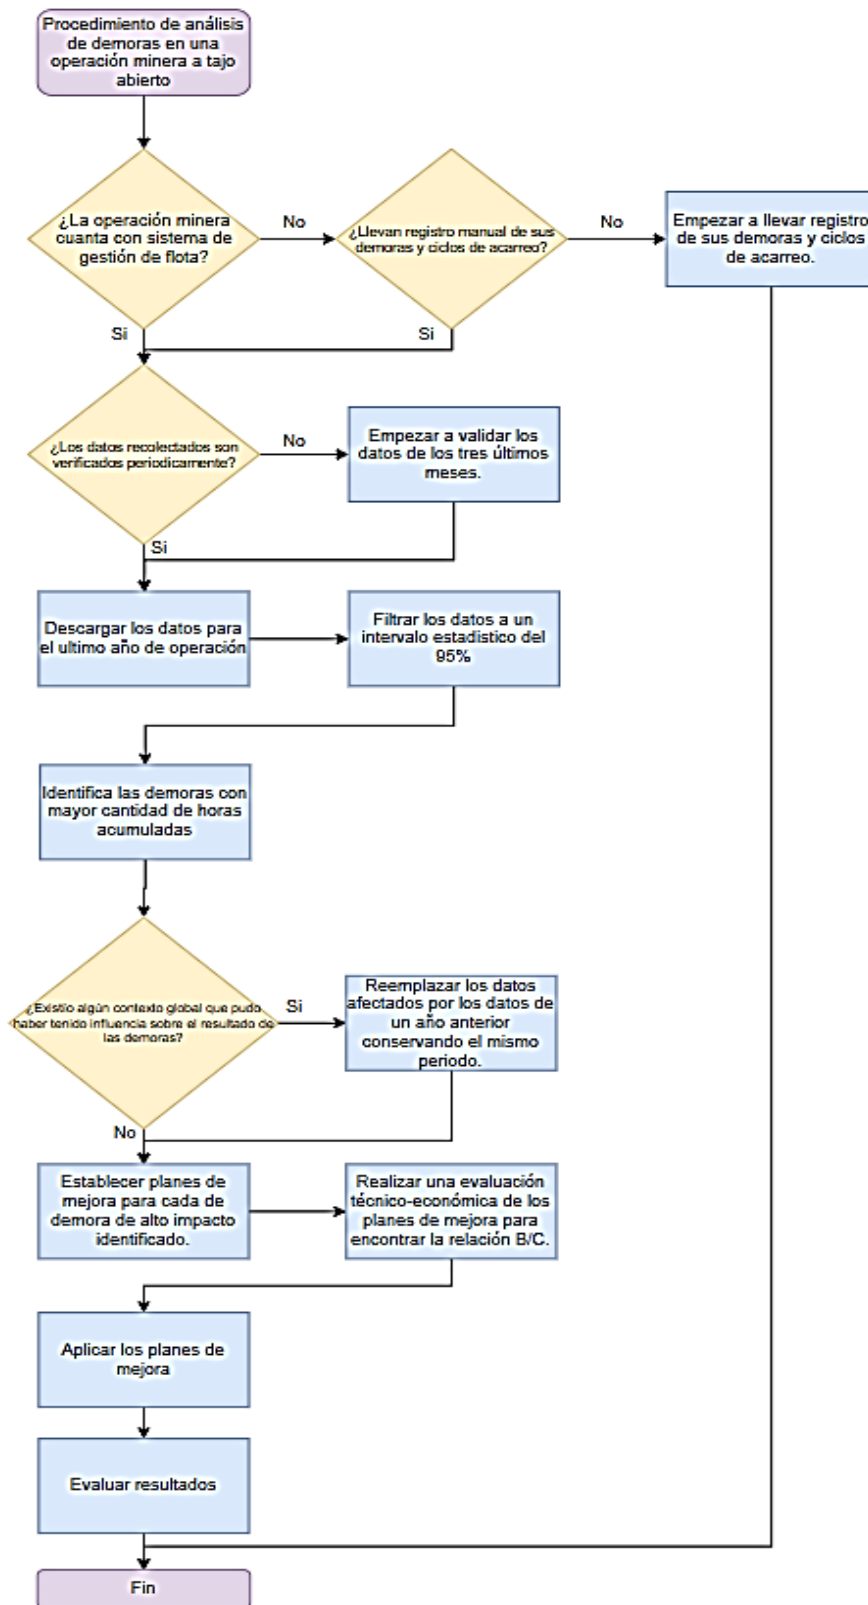 Procedimiento de análisis
de demoras en una
operación minera a tajo
abierto
¿La operación minera
cuanta con sistema de
gestión de flota?
No
¿Llevan registro manual de sus
demoras y ciclos de acarreo?
No
Empezar a llevar registro
de sus demoras y ciclos
de acarreo.
Si
Si
¿Los datos recolectados son
verificados periodicamente?
No
Empezar a validar los
datos de los tres últimos
meses.
Si
Descargar los datos para
el ultimo año de operación
Filtrar los datos a un
intervalo estadistico del
95%
Identifica las demoras con
mayor cantidad de horas
acumuladas
¿Existio algún contexto global que pudo
haber tenido influencia sobre el resultado de
las demoras?
Si
Reemplazar los datos
afectados por los datos de
un año anterior
conservando el mismo
periodo.
No
Establecer planes de
mejora para cada de
demora de alto impacto
identificado.
Realizar una evaluación
técnico-económica de los
planes de mejora para
encontrar la relación B/C.
Aplicar los planes de
mejora
Evaluar resultados
Fin